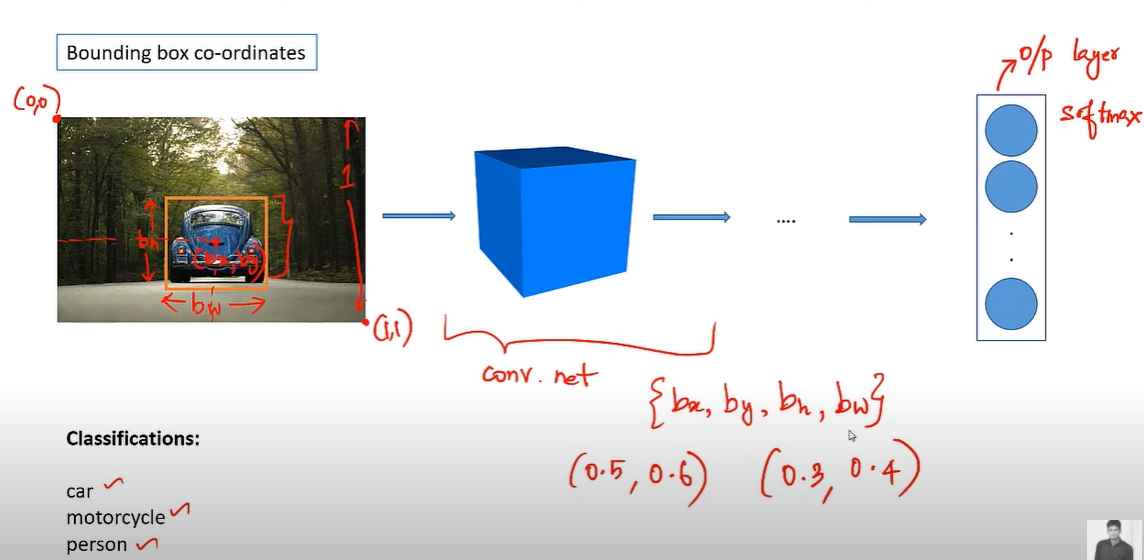 Bounding box co-ordinates
(0,0)
1
bh
(bx, by)
bw
(1,1)
conv. net
....
O/P layer
softmax
{bx, by, bh, bw}
(0.5, 0.6) (0.3, 0.4)
Classifications:
car
motorcycle
person